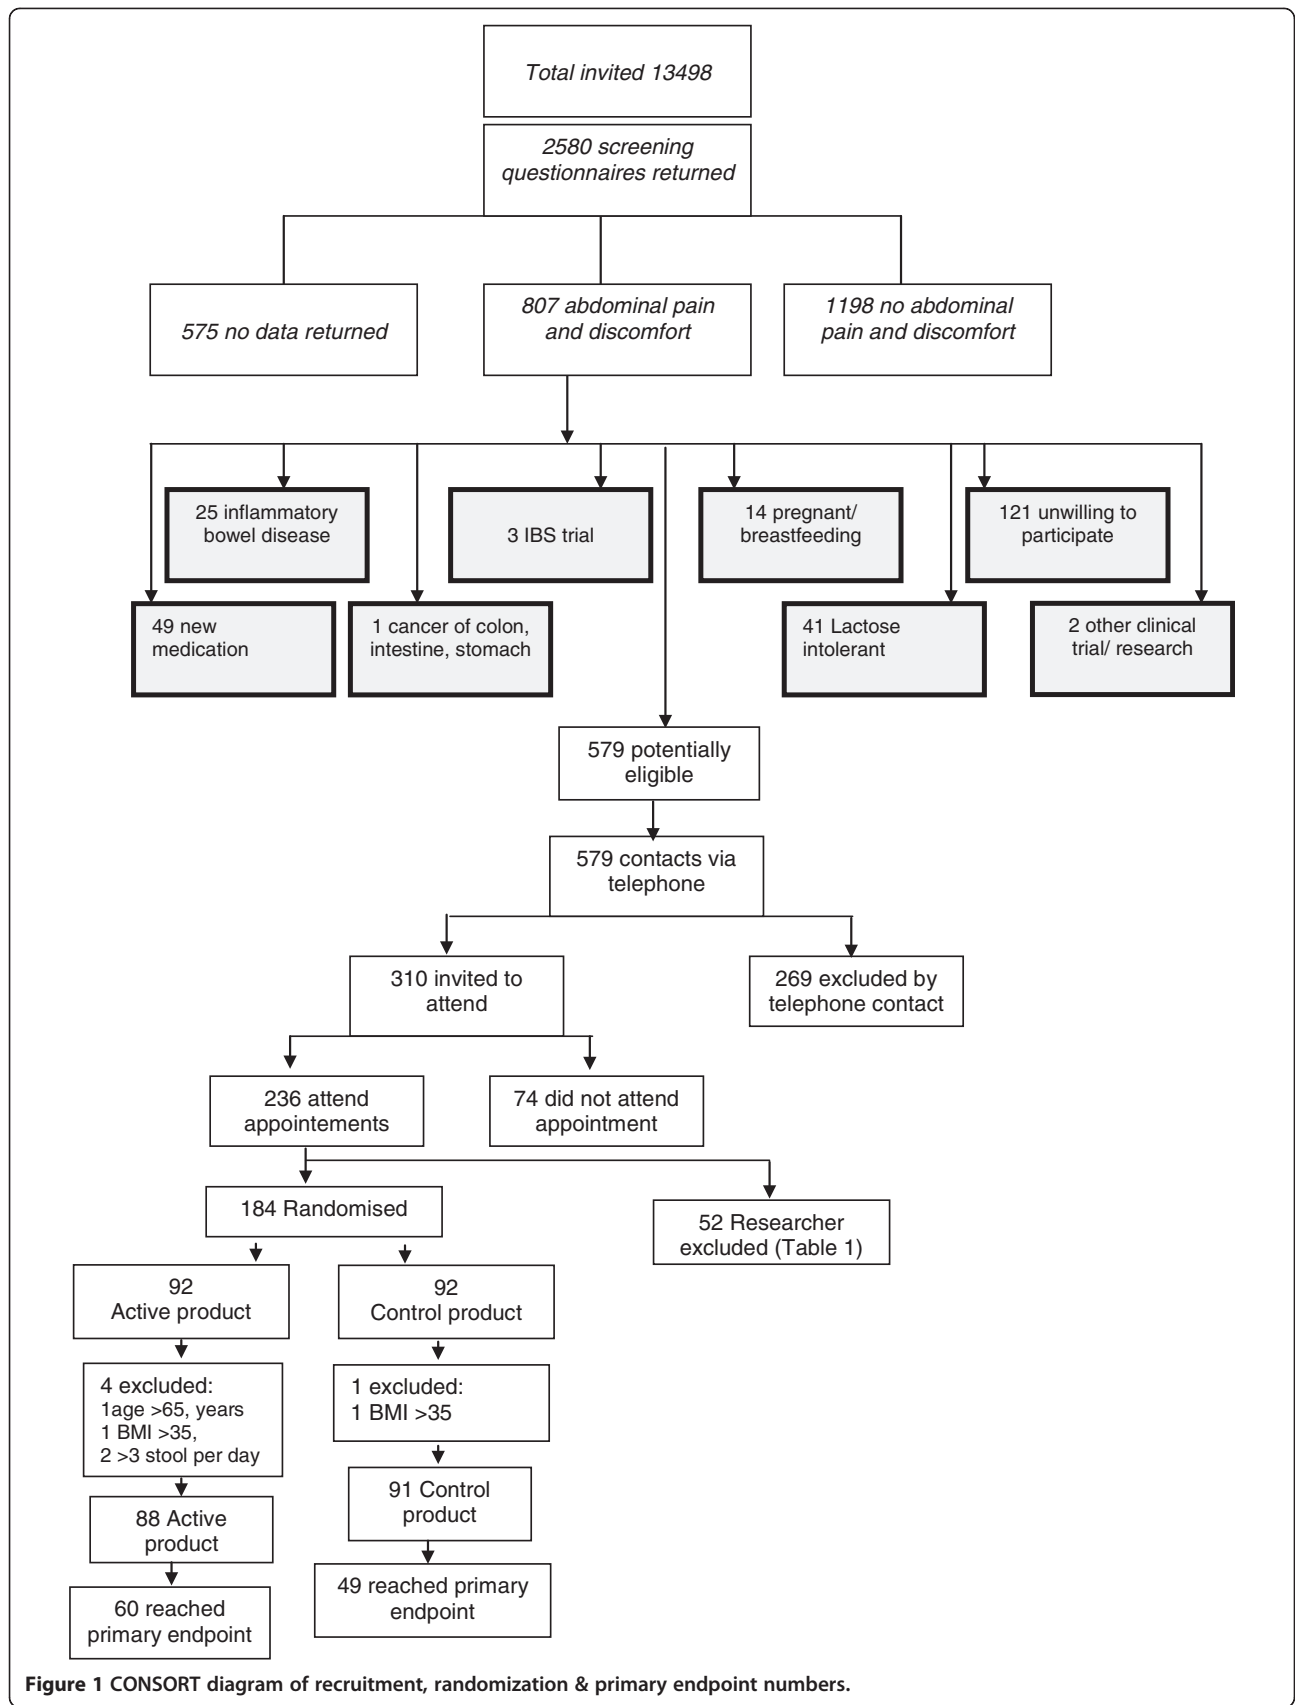 Total invited 13498
2580 screening
questionnaires returned
575 no data returned
807 abdominal pain
and discomfort
1198 no abdominal
pain and discomfort
25 inflammatory
bowel disease
3 IBS trial
14 pregnant/
breastfeeding
121 unwilling to
participate
49 new
medication
1 cancer of colon,
intestine, stomach
41 Lactose
intolerant
2 other clinical
trial/ research
579 potentially
eligible
579 contacts via
telephone
310 invited to
attend
269 excluded by
telephone contact
236 attend
appointements
74 did not attend
appointment
184 Randomised
52 Researcher
excluded (Table 1)
92
Active product
92
Control product
4 excluded:
1age >65, years
1 BMI >35,
2 >3 stool per day
1 excluded:
1 BMI >35
88 Active
product
91 Control
product
60 reached
primary endpoint
49 reached primary
endpoint
Figure 1 CONSORT diagram of recruitment, randomization & primary endpoint numbers.